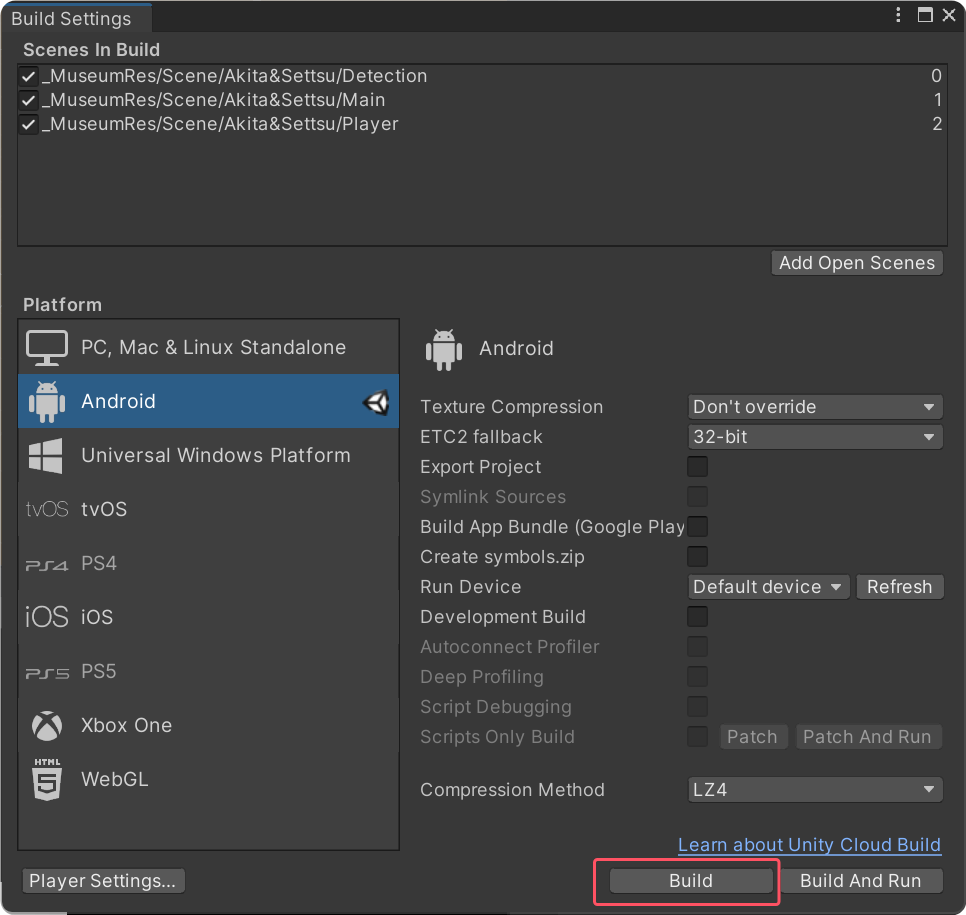 Build Settings
Scenes In Build
_MuseumRes/Scene/Akita&Settsu/Detection 0
_MuseumRes/Scene/Akita&Settsu/Main 1
_MuseumRes/Scene/Akita&Settsu/Player 2
Add Open Scenes
Platform
PC, Mac & Linux Standalone
Android
Universal Windows Platform
tvOS tvOS
PS4 PS4
iOS iOS
PS5 PS5
Xbox One
HTML 5 WebGL
Android
Texture Compression Don't override
ETC2 fallback 32-bit
Export Project
Symlink Sources
Build App Bundle (Google Play
Create symbols.zip
Run Device Default device Refresh
Development Build
Autoconnect Profiler
Deep Profiling
Script Debugging
Scripts Only Build Patch Patch And Run
Compression Method LZ4
Learn about Unity Cloud Build
Player Settings... Build Build And Run